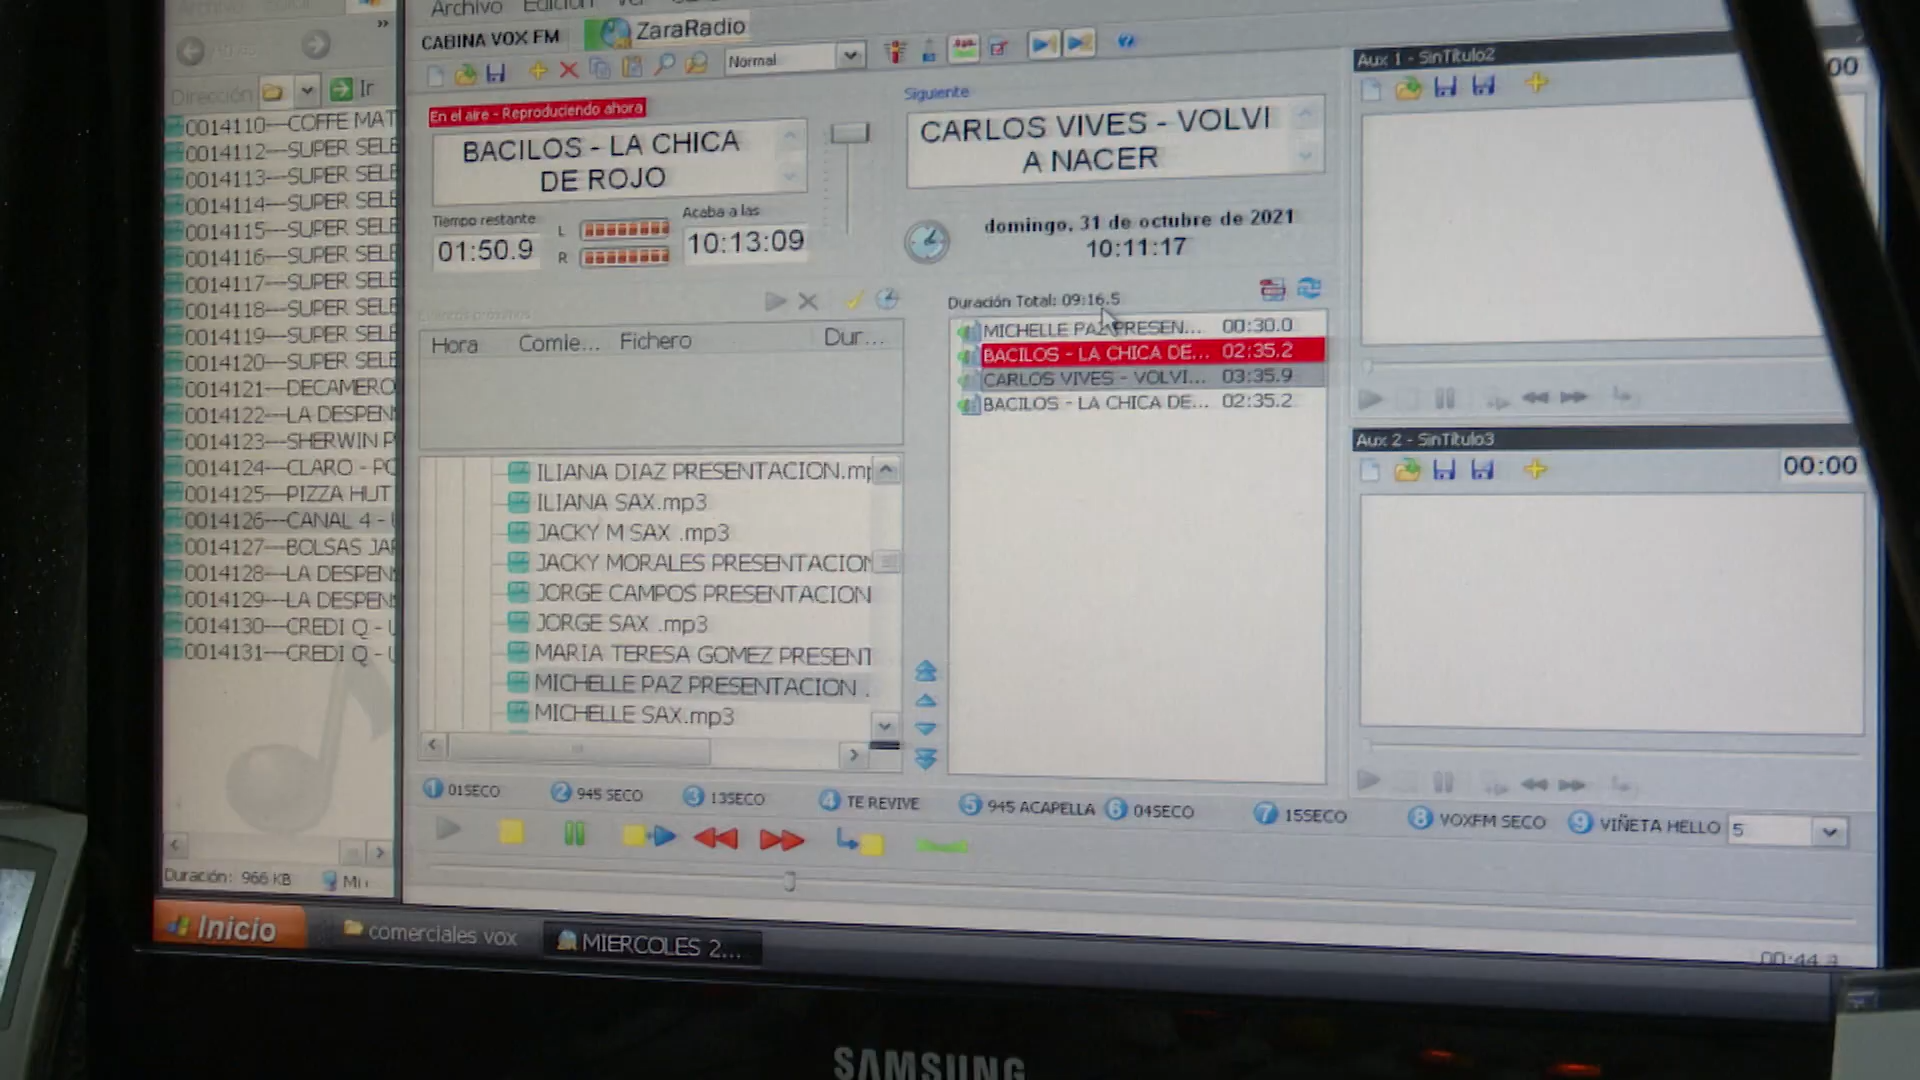 Archivo
CABINA VOX FM
ZaraRadio
Normal
Dirección
Ir
En el aire - Reproduciendo ahora
BACILOS - LA CHICA
DE ROJO
Siguiente
CARLOS VIVES - VOLVI
A NACER
Tiempo restante
01:50.9
L
R
Acaba a las
10:13:09
domingo, 31 de octubre de 2021
10:11:17
0014110---COFFE MAT
0014112---SUPER SELE
0014113---SUPER SELE
0014114---SUPER SELE
0014115---SUPER SELE
0014116---SUPER SELE
0014117---SUPER SELE
0014118---SUPER SELE
0014119---SUPER SELE
0014120---SUPER SELE
0014121---DECAMERO
0014122---LA DESPEN
0014123---SHERWIN P
0014124---CLARO - PO
0014125---PIZZA HUT
0014126---CANAL 4 -
0014127---BOLSAS JAR
0014128---LA DESPEN
0014129---LA DESPEN
0014130---CREDI Q -
0014131---CREDI Q -
Duración: 966 KB
Eventos próximos
Hora Comie... Fichero Dur...
Duración Total: 09:16.5
MICHELLE PAZ PRESEN... 00:30.0
BACILOS - LA CHICA DE... 02:35.2
CARLOS VIVES - VOLVI... 03:35.9
BACILOS - LA CHICA DE... 02:35.2
ILIANA DIAZ PRESENTACION.mp
ILIANA SAX.mp3
JACKY M SAX .mp3
JACKY MORALES PRESENTACION
JORGE CAMPOS PRESENTACION
JORGE SAX .mp3
MARIA TERESA GOMEZ PRESENT
MICHELLE PAZ PRESENTACION .
MICHELLE SAX.mp3
Aux 1 - SinTítulo2
00
Aux 2 - SinTítulo3
00:00
1 01SECO
2 945 SECO
3 13SECO
4 TE REVIVE
5 945 ACAPELLA
6 04SECO
7 15SECO
8 VOXFM SECO
9 VIÑETA HELLO
5
Inicio
comerciales vox
MIERCOLES 2...
SAMSUNG